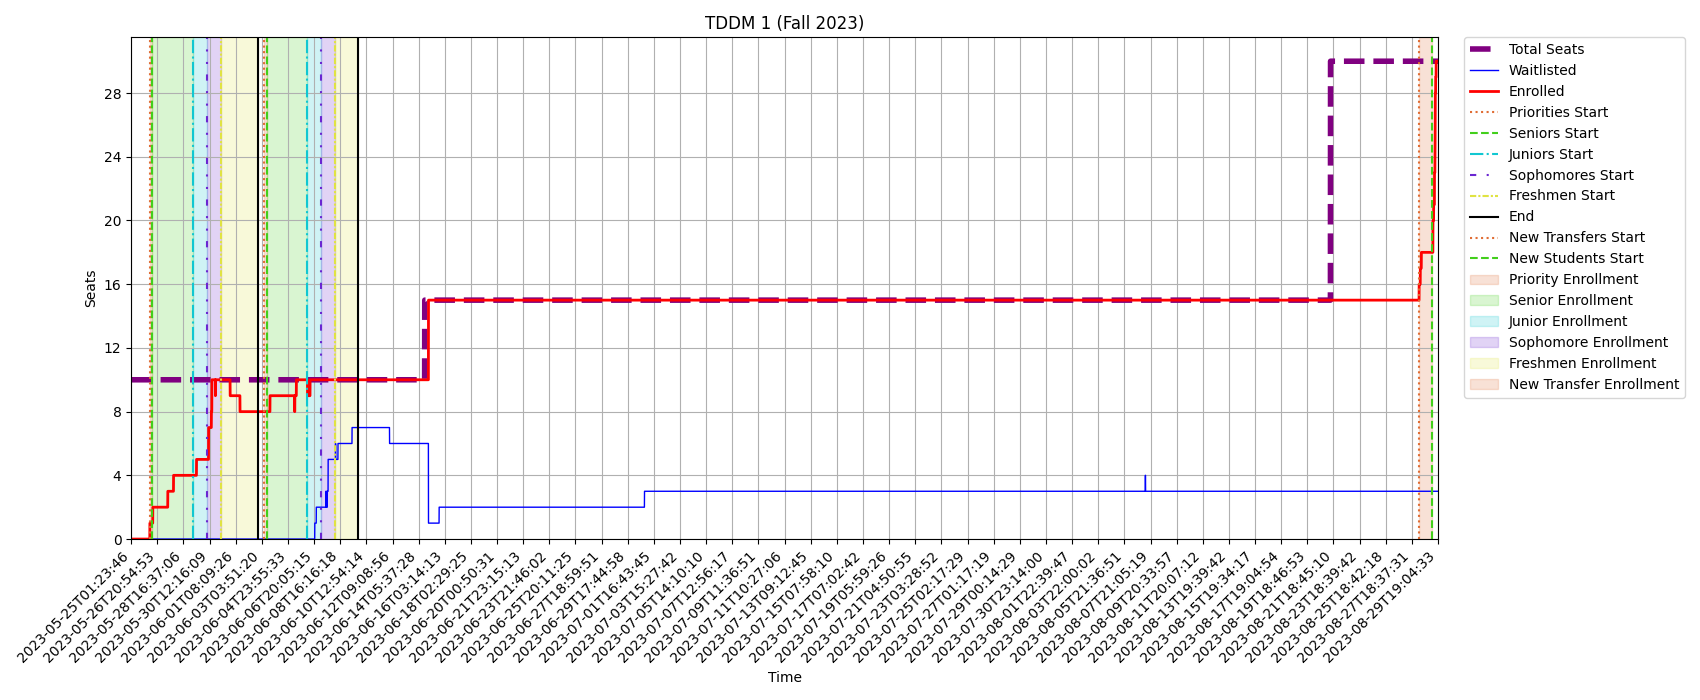 TDDM 1 (Fall 2023)
Seats
28
24
20
16
12
8
4
0
2023-05-25T01:23:46
2023-05-26T20:54:53
2023-05-28T16:37:06
2023-05-30T12:16:09
2023-06-01T08:09:26
2023-06-03T03:51:20
2023-06-04T23:55:33
2023-06-06T20:05:15
2023-06-08T16:16:18
2023-06-10T12:54:14
2023-06-12T09:08:56
2023-06-14T05:37:28
2023-06-16T03:14:13
2023-06-18T02:29:25
2023-06-20T00:50:31
2023-06-21T23:15:13
2023-06-23T21:46:02
2023-06-25T20:11:25
2023-06-27T18:59:51
2023-06-29T17:44:58
2023-07-01T16:43:45
2023-07-03T15:27:42
2023-07-05T14:10:10
2023-07-07T12:56:17
2023-07-09T11:36:51
2023-07-11T10:27:06
2023-07-13T09:12:45
2023-07-15T07:58:10
2023-07-17T07:02:42
2023-07-19T05:59:26
2023-07-21T04:50:55
2023-07-23T03:28:52
2023-07-25T02:17:29
2023-07-27T01:17:19
2023-07-29T00:14:29
2023-07-30T23:14:00
2023-08-01T22:39:47
2023-08-03T22:00:02
2023-08-05T21:36:51
2023-08-07T21:05:19
2023-08-09T20:33:57
2023-08-11T20:07:12
2023-08-13T19:39:42
2023-08-15T19:34:17
2023-08-17T19:04:54
2023-08-19T18:46:53
2023-08-21T18:45:10
2023-08-23T18:39:42
2023-08-25T18:42:18
2023-08-27T18:37:31
2023-08-29T19:04:33
Time
Total Seats
Waitlisted
Enrolled
Priorities Start
Seniors Start
Juniors Start
Sophomores Start
Freshmen Start
End
New Transfers Start
New Students Start
Priority Enrollment
Senior Enrollment
Junior Enrollment
Sophomore Enrollment
Freshmen Enrollment
New Transfer Enrollment